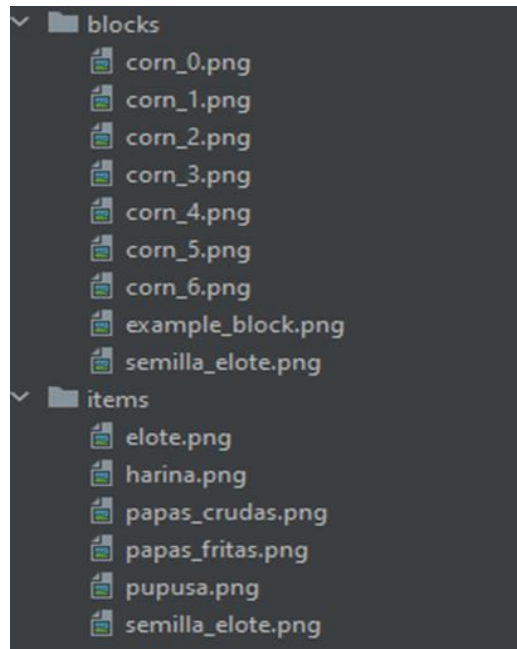 blocks
corn_0.png
corn_1.png
corn_2.png
corn_3.png
corn_4.png
corn_5.png
corn_6.png
example_block.png
semilla_elote.png
items
elote.png
harina.png
papas_crudas.png
papas_fritas.png
pupusa.png
semilla_elote.png